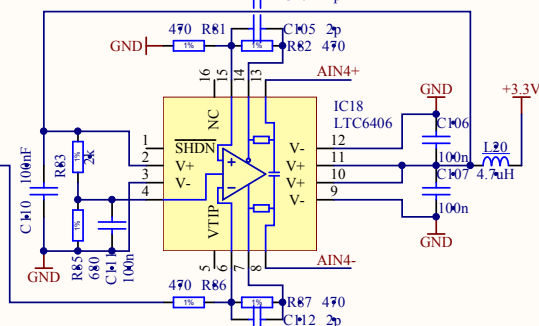 470 R81 C105 2p
GND 1% 1% R82 470
16 15 14 13 AIN4+
GND
+3.3V
IC18
LTC6406
NC
1 SHDN V- 12 C106
2 V+ V+ 11 100n L20
3 V- V+ 10 C107 4.7uH
4 V- 9 100n
VTIP
C110 100nF
R83 2k 1%
R85 680 1%
C111 100n
GND
GND
5 6 7 8 AIN4-
470 R86 1% 1% R87 470
C112 2p